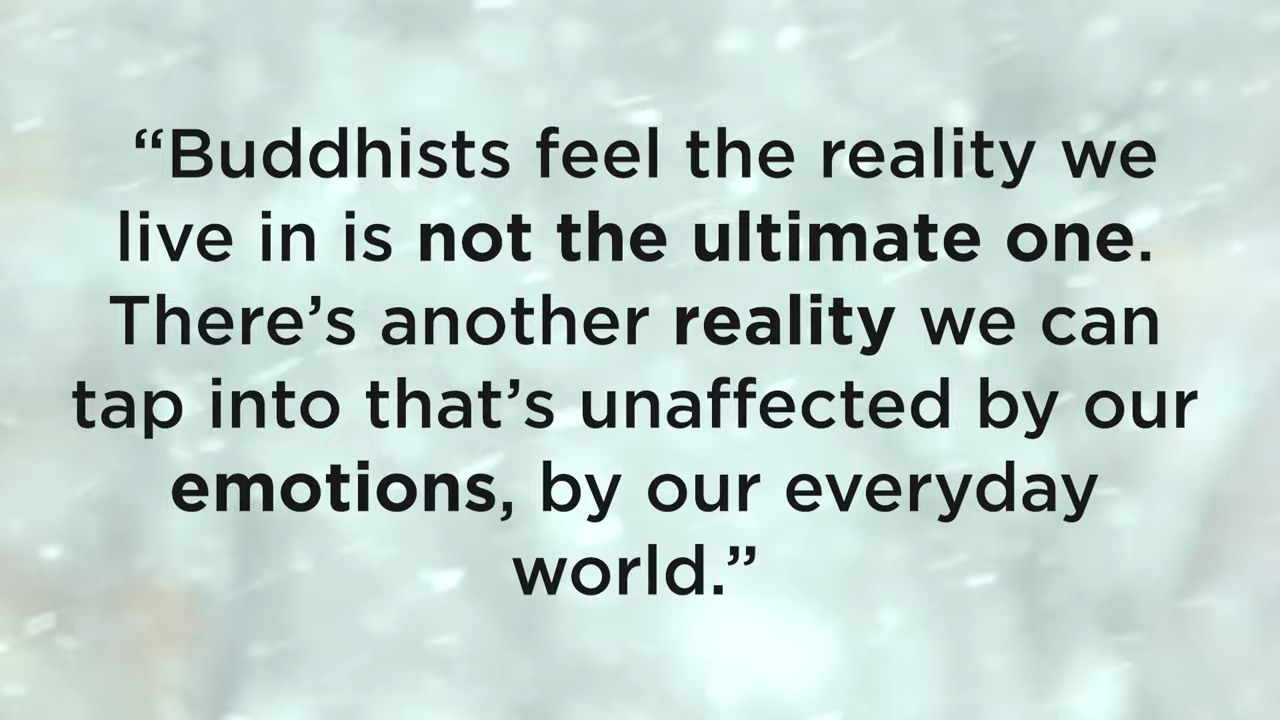 “Buddhists feel the reality we
live in is not the ultimate one.
There’s another reality we can
tap into that’s unaffected by our
emotions, by our everyday
world.”